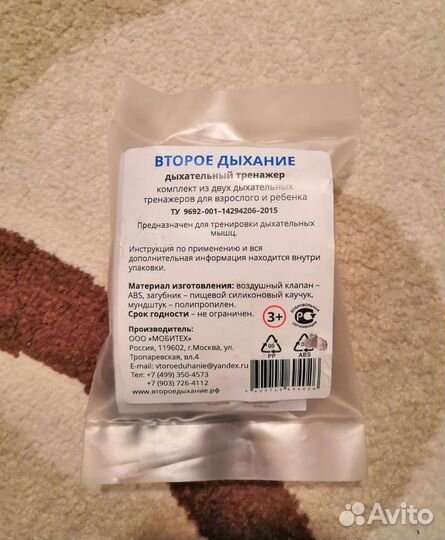 ВТОРОЕ ДЫХАНИЕ
дыхательный тренажер
комплект из двух дыхательных
тренажеров для взрослого и ребенка
ТУ 9692–001–14294206–2015
Предназначен для тренировки дыхательных
мышц.
Инструкция по применению и вся
дополнительная информация находится внутри
упаковки.
Материал изготовления: воздушный клапан –
ABS, загубник – пищевой силиконовый каучук,
мундштук – полипропилен.
Срок годности – не ограничен.
Производитель:
ООО «МОБИТЕХ»
Россия, 119602, г.Москва, ул.
Тропаревская, вл.4
E-mail: vtoroeduhanie@yandex.ru
Тел.: +7 (499) 350-4573
+7 (903) 726-4112
www.второедыхание.рф
3+
ДОБРОВОЛЬНАЯ
СЕРТИФИКАЦИЯ
05
PP
ABS
Avito